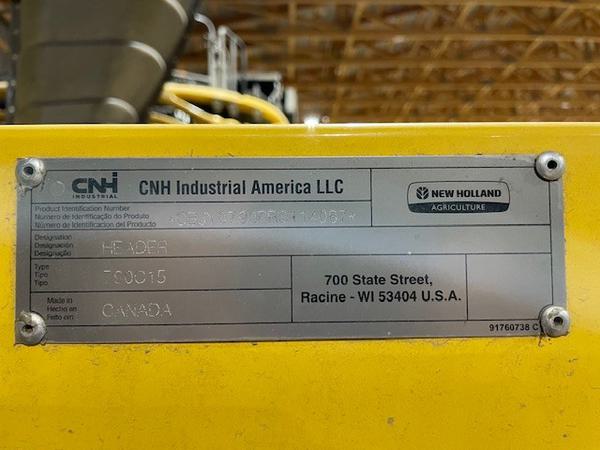 CNH
INDUSTRIAL
CNH Industrial America LLC
NEW HOLLAND
AGRICULTURE
Product Identification Number
Número de Identificação do Produto
Número de Identificacion del Producto
Designation
Designación
Designação
HEADER
Type
Tipo
Tipo
790C15
700 State Street,
Racine - WI 53404 U.S.A.
Made in
Hecho en
Feito em:
CANADA
91760738 C